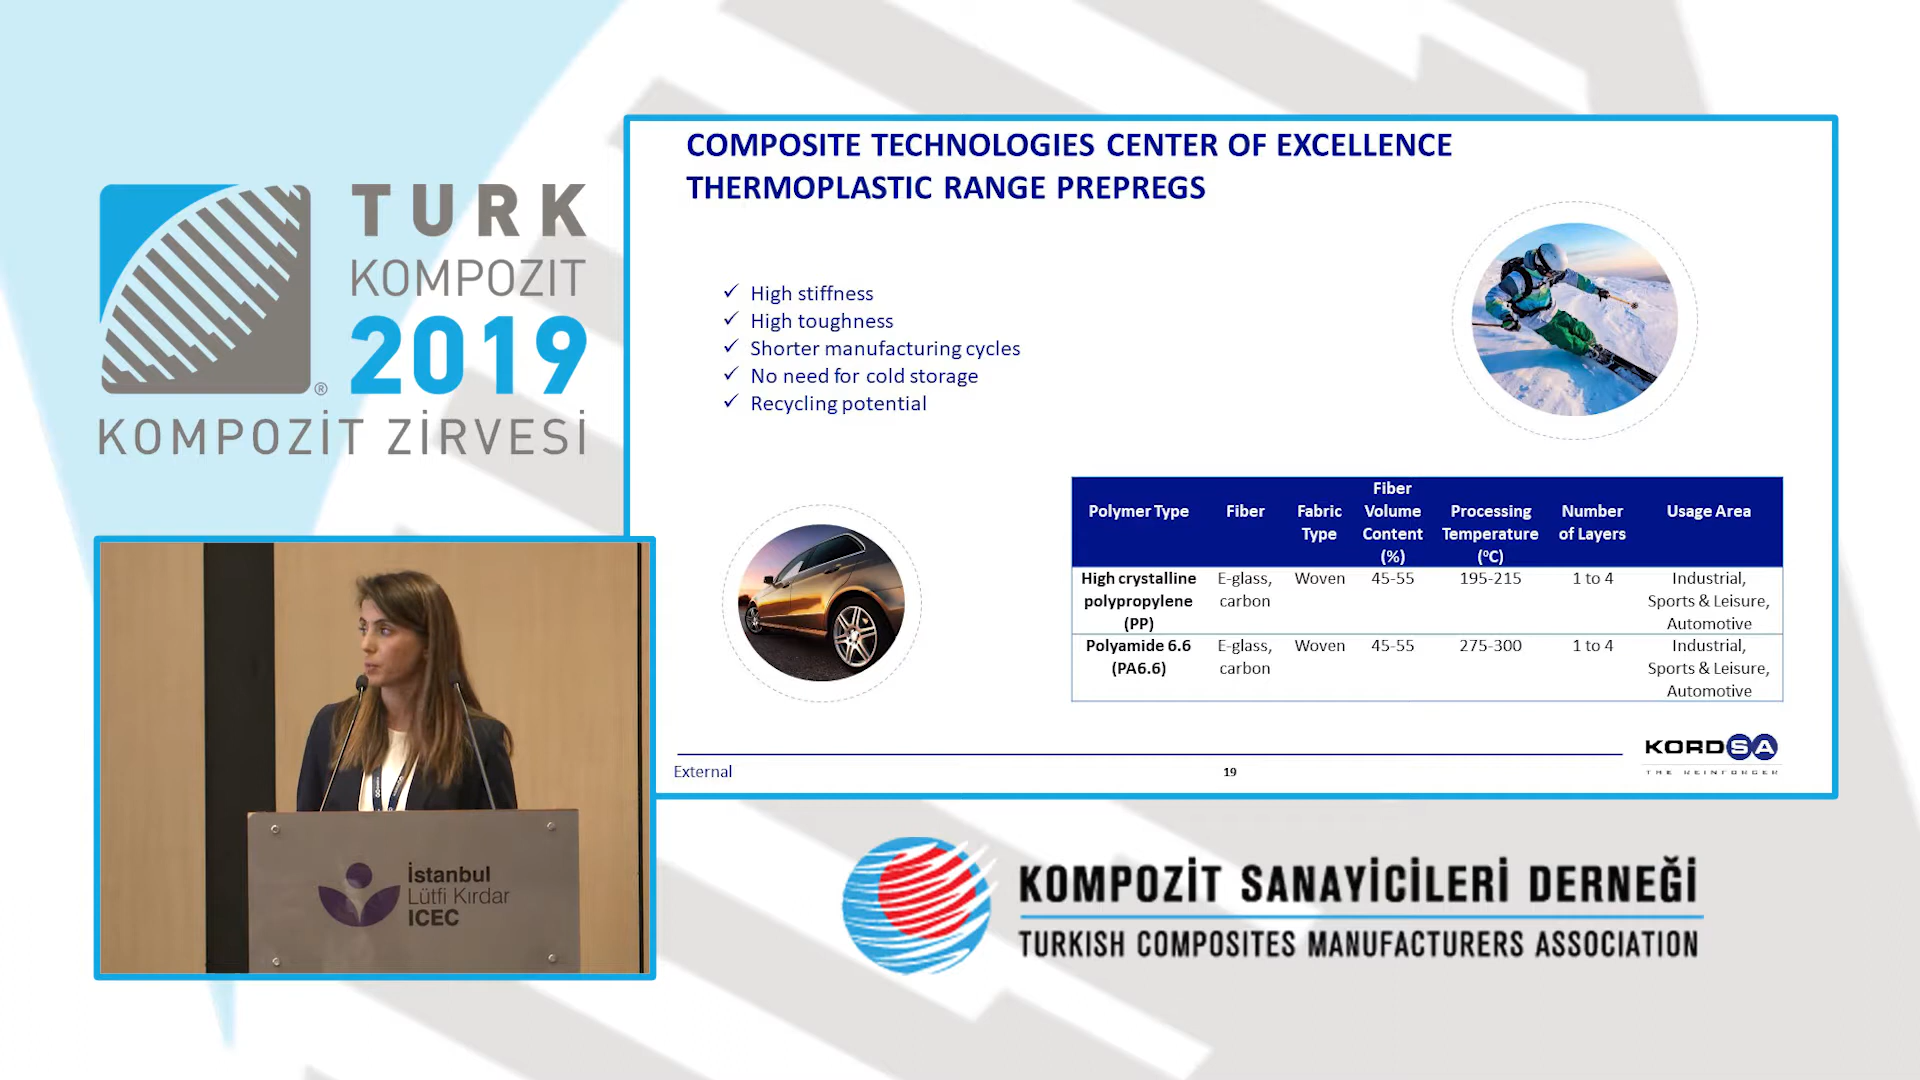 TURK
KOMPOZIT
2019
®
KOMPOZİT ZİRVESİ
COMPOSITE TECHNOLOGIES CENTER OF EXCELLENCE
THERMOPLASTIC RANGE PREPREGS
✓ High stiffness
✓ High toughness
✓ Shorter manufacturing cycles
✓ No need for cold storage
✓ Recycling potential
Polymer Type Fiber Fabric Type Fiber Volume Content (%) Processing Temperature (°C) Number of Layers Usage Area
High crystalline polypropylene (PP) E-glass, carbon Woven 45-55 195-215 1 to 4 Industrial, Sports & Leisure, Automotive
Polyamide 6.6 (PA6.6) E-glass, carbon Woven 45-55 275-300 1 to 4 Industrial, Sports & Leisure, Automotive
KORDSA
THE REINFORCER
External
19
İstanbul
Lütfi Kırdar
ICEC
KOMPOZİT SANAYİCİLERİ DERNEĞİ
TURKISH COMPOSITES MANUFACTURERS ASSOCIATION